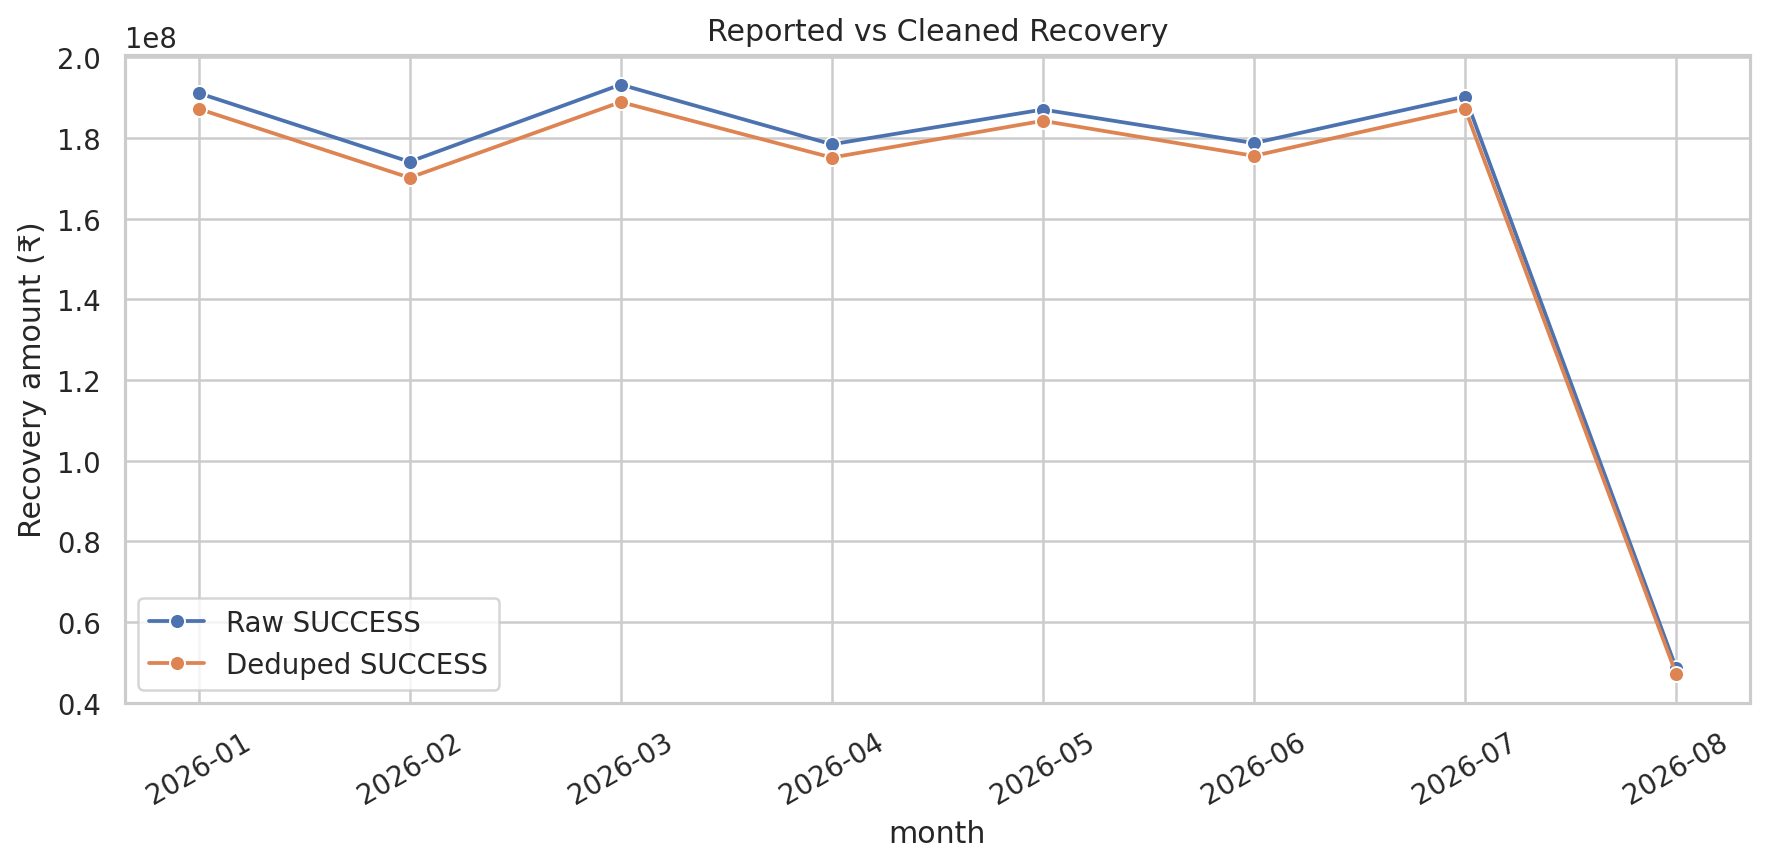 Reported vs Cleaned Recovery
1e8
2.0
1.8
1.6
1.4
1.2
1.0
0.8
0.6
0.4
Recovery amount (₹)
Raw SUCCESS
Deduped SUCCESS
2026-01
2026-02
2026-03
2026-04
2026-05
2026-06
2026-07
2026-08
month